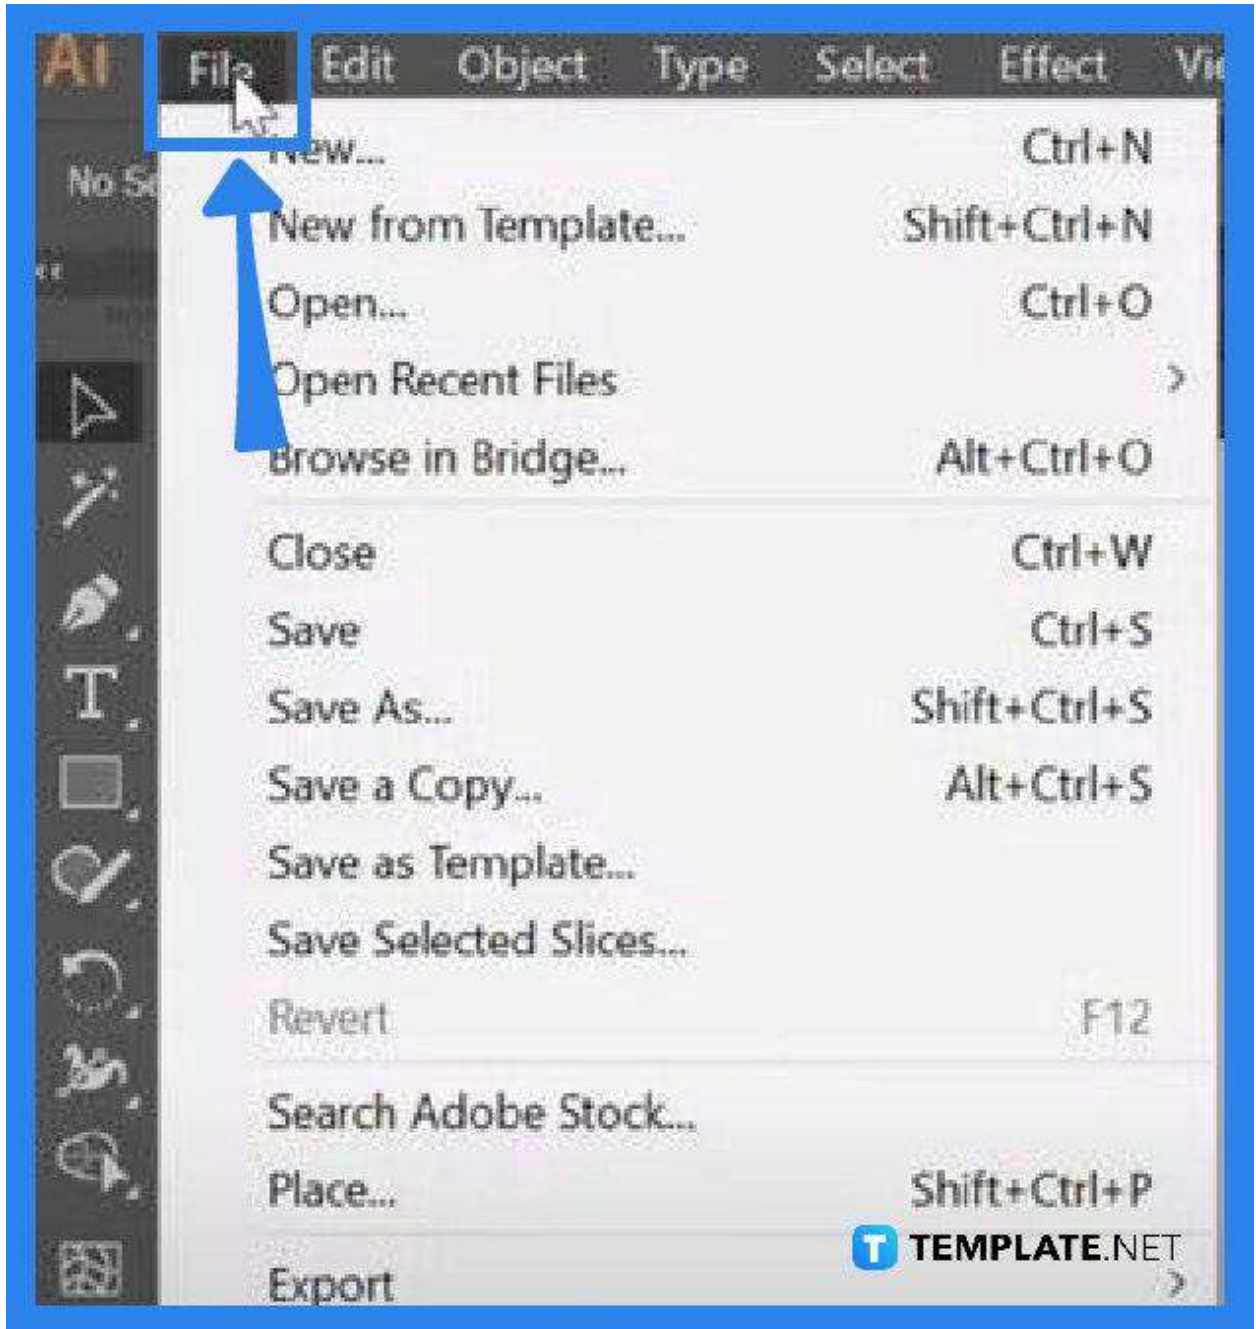 Ai File Edit Object Type Select Effect
No
New... Ctrl+N
New from Template... Shift+Ctrl+N
Open... Ctrl+O
Open Recent Files >
Browse in Bridge... Alt+Ctrl+O
Close Ctrl+W
Save Ctrl+S
Save As... Shift+Ctrl+S
Save a Copy... Alt+Ctrl+S
Save as Template...
Save Selected Slices...
Revert F12
Search Adobe Stock...
Place... Shift+Ctrl+P
T TEMPLATE.NET
Export >